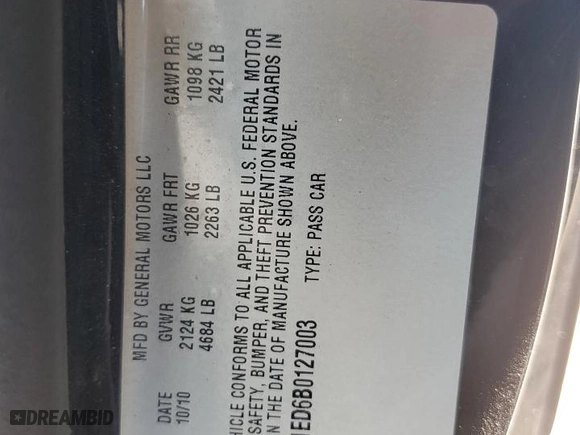 MFD BY GENERAL MOTORS LLC
DATE GVWR GAWR FRT GAWR RR
10/10 2124 KG 1026 KG 1098 KG
4684 LB 2263 LB 2421 LB
HICLE CONFORMS TO ALL APPLICABLE U.S. FEDERAL MOTOR
SAFETY, BUMPER, AND THEFT PREVENTION STANDARDS IN
N THE DATE OF MANUFACTURE SHOWN ABOVE.
1ED6B0127003 TYPE: PASS CAR
DREAMBID